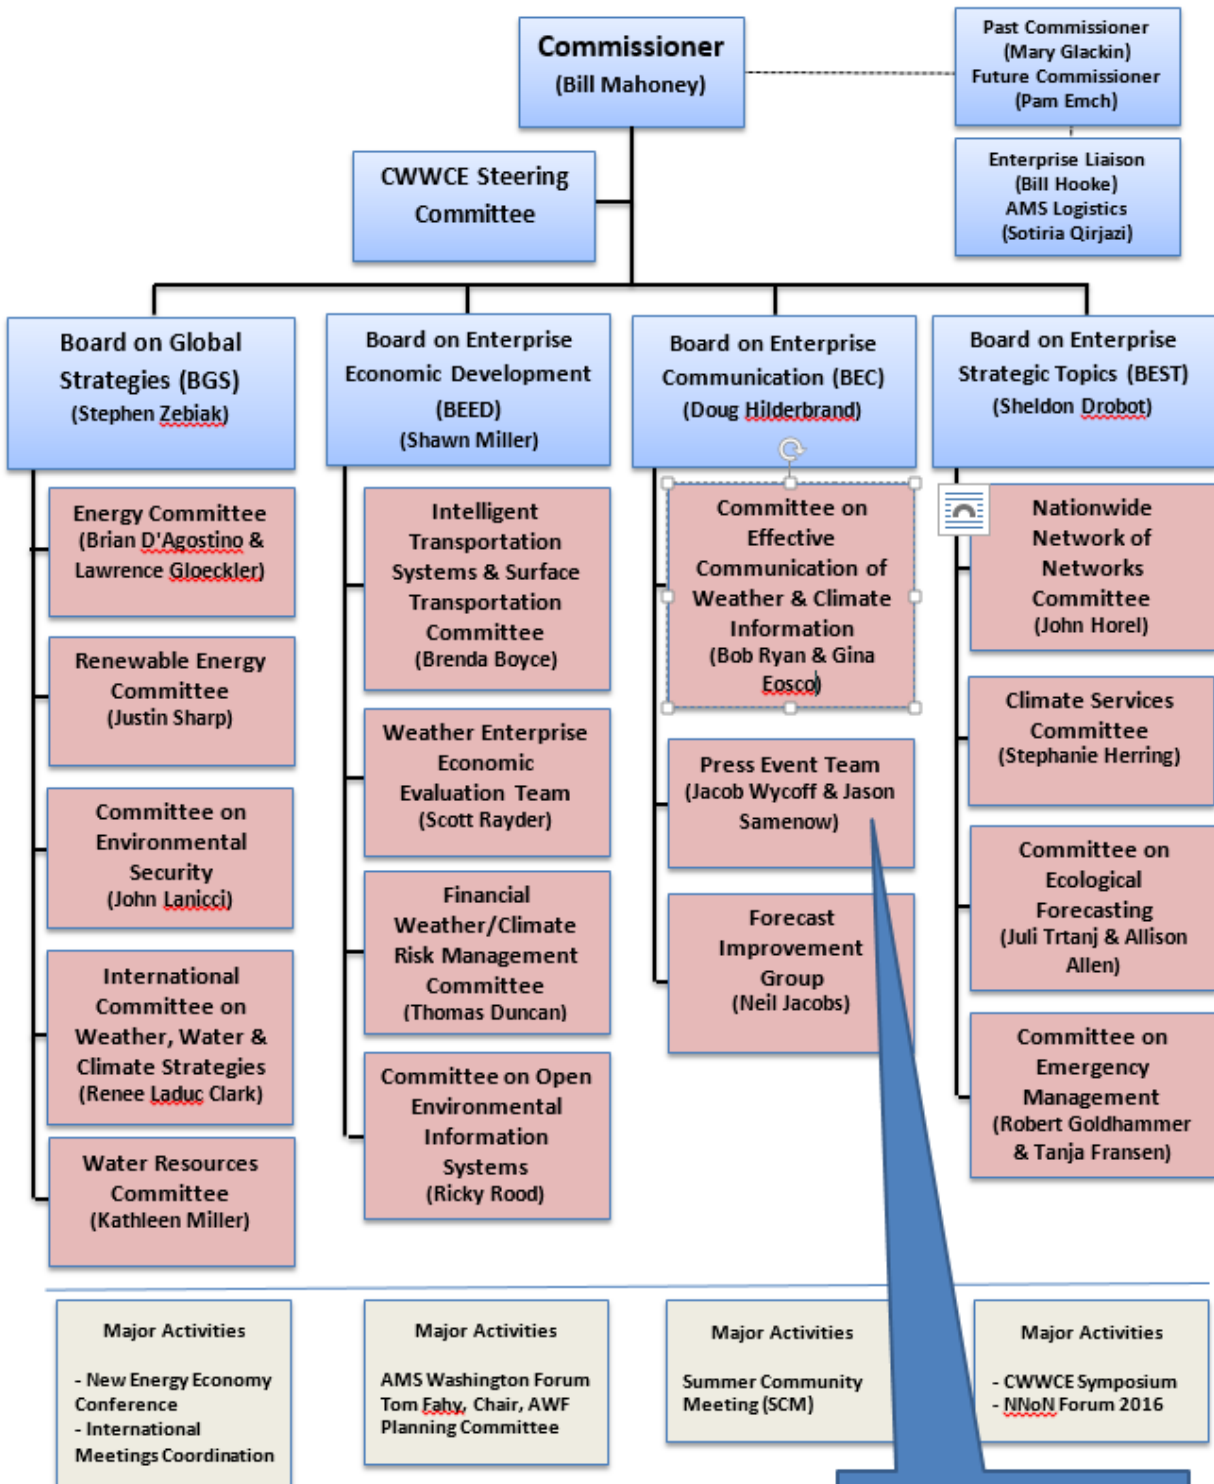 Commissioner
(Bill Mahoney)
Past Commissioner
(Mary Glackin)
Future Commissioner
(Pam Emch)
Enterprise Liaison
(Bill Hooke)
AMS Logistics
(Sotiria Qirjazi)
CWWCE Steering
Committee
Board on Global
Strategies (BGS)
(Stephen Zebiak)
Energy Committee
(Brian D'Agostino &
Lawrence Gloeckler)
Renewable Energy
Committee
(Justin Sharp)
Committee on
Environmental
Security
(John Lanicci)
International
Committee on
Weather, Water &
Climate Strategies
(Renee Laduc Clark)
Water Resources
Committee
(Kathleen Miller)
Board on Enterprise
Economic Development
(BEED)
(Shawn Miller)
Intelligent
Transportation
Systems & Surface
Transportation
Committee
(Brenda Boyce)
Weather Enterprise
Economic
Evaluation Team
(Scott Rayder)
Financial
Weather/Climate
Risk Management
Committee
(Thomas Duncan)
Committee on Open
Environmental
Information
Systems
(Ricky Rood)
Board on Enterprise
Communication (BEC)
(Doug Hilderbrand)
Committee on
Effective
Communication of
Weather & Climate
Information
(Bob Ryan & Gina
Eosco)
Press Event Team
(Jacob Wycoff & Jason
Samenow)
Forecast
Improvement
Group
(Neil Jacobs)
Board on Enterprise
Strategic Topics (BEST)
(Sheldon Drobot)
Nationwide
Network of
Networks
Committee
(John Horel)
Climate Services
Committee
(Stephanie Herring)
Committee on
Ecological
Forecasting
(Juli Trtanj & Allison
Allen)
Committee on
Emergency
Management
(Robert Goldhammer
& Tanja Fransen)
Major Activities
- New Energy Economy
Conference
- International
Meetings Coordination
Major Activities
AMS Washington Forum
Tom Fahy, Chair, AWF
Planning Committee
Major Activities
Summer Community
Meeting (SCM)
Major Activities
- CWWCE Symposium
- NNoN Forum 2016